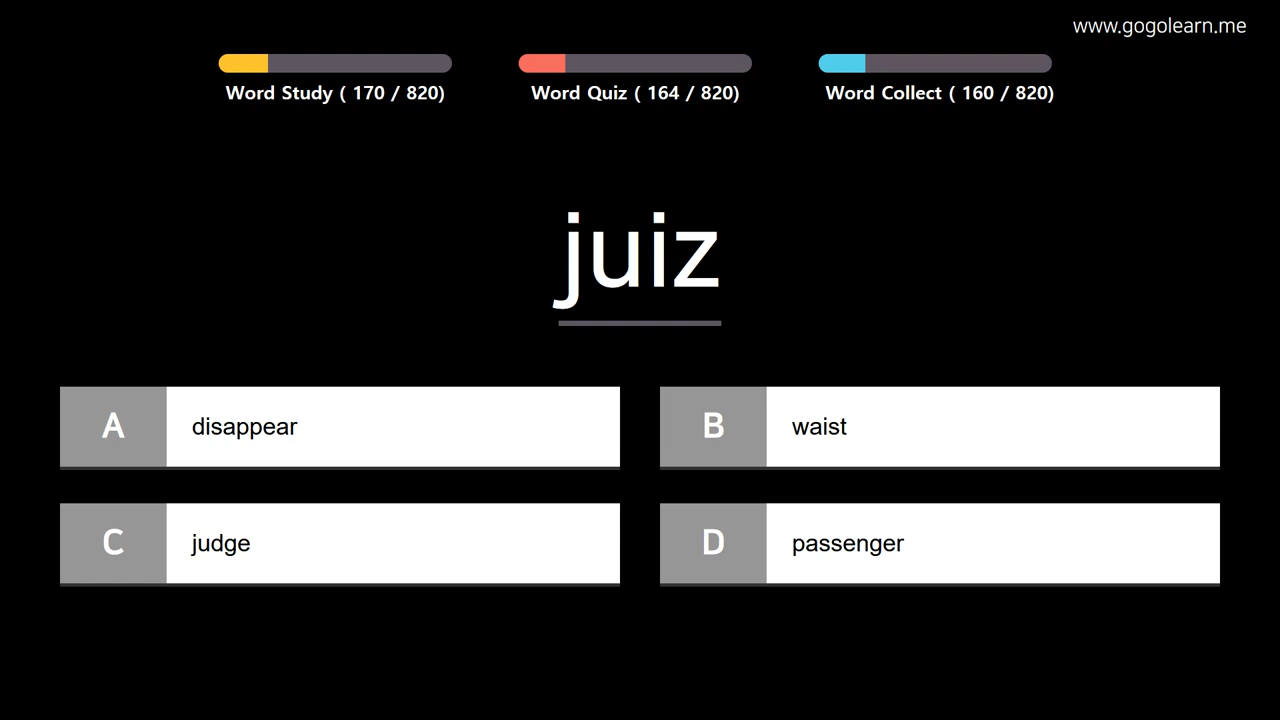 www.gogolearn.me
Word Study ( 170 / 820)
Word Quiz ( 164 / 820)
Word Collect ( 160 / 820)
juiz
A disappear
B waist
C judge
D passenger